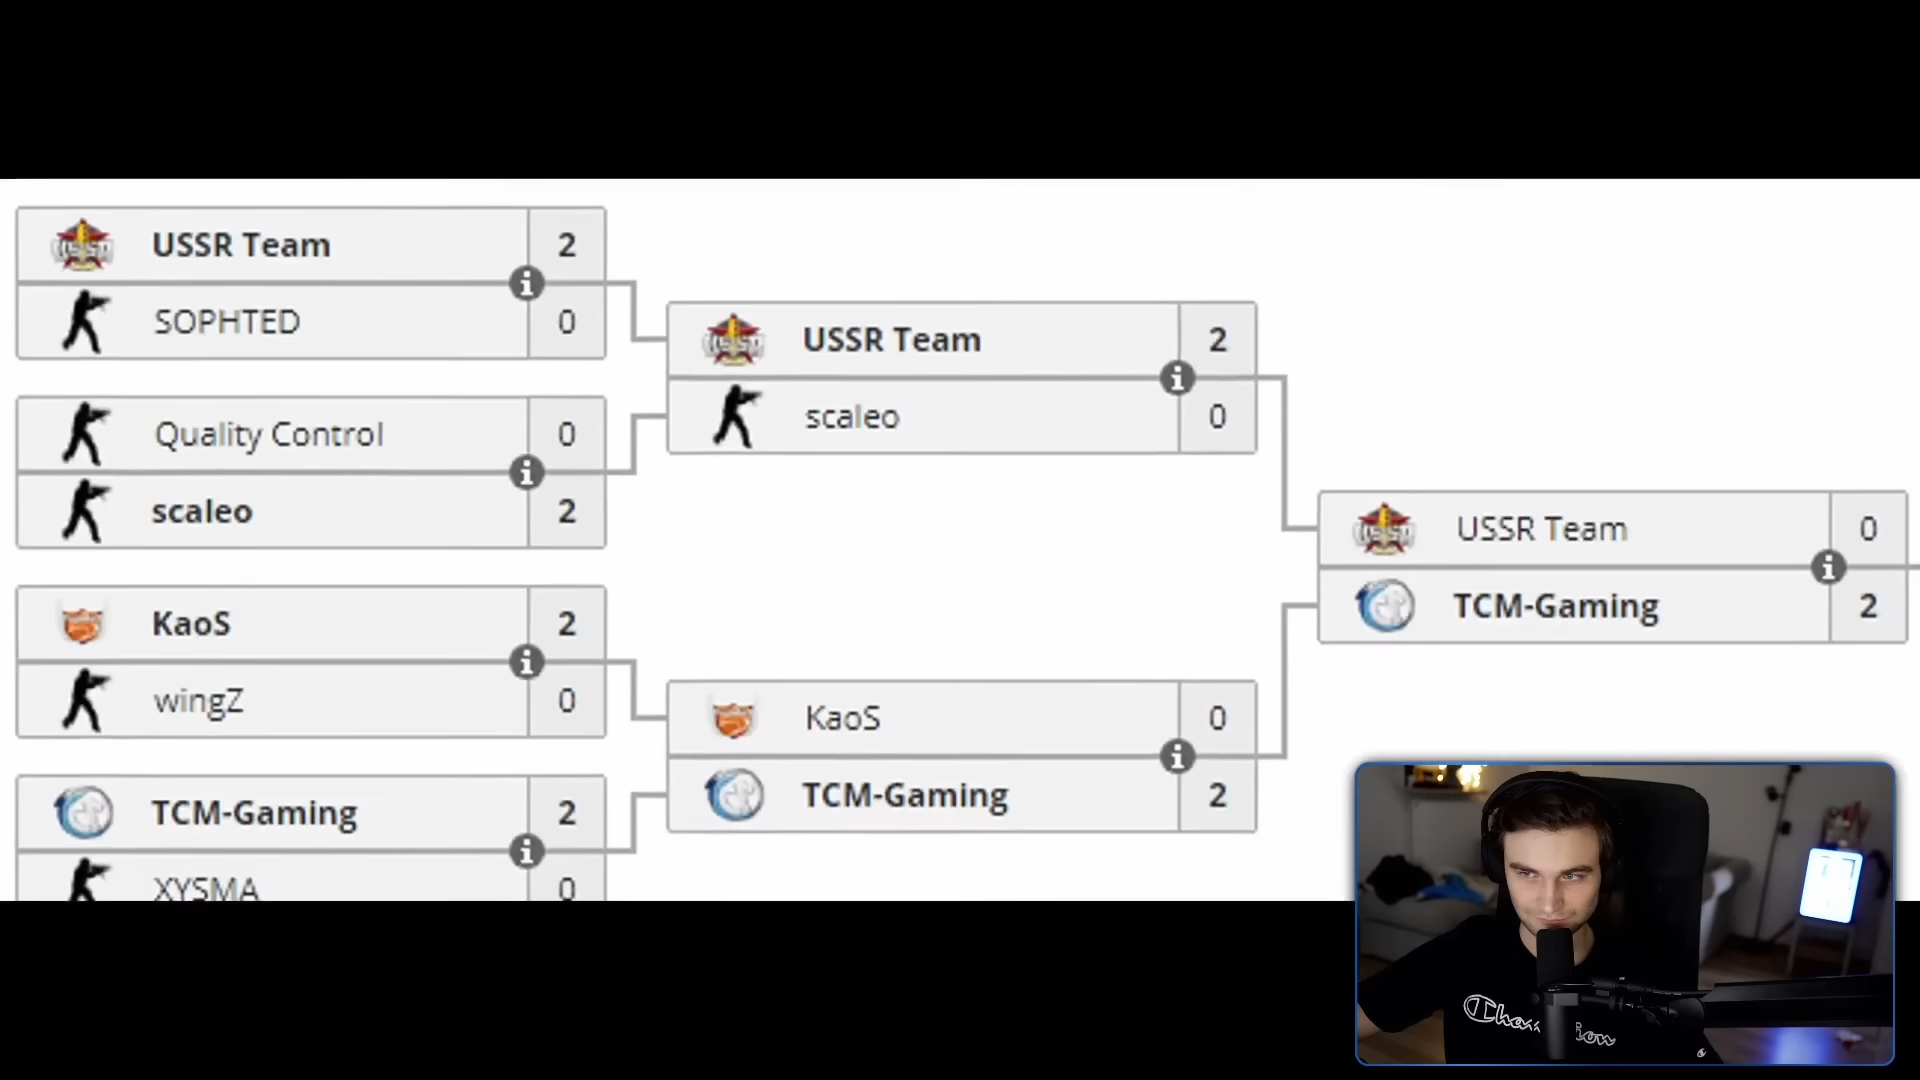 USSR Team 2
SOPHTED 0
Quality Control 0
scaleo 2
KaoS 2
wingZ 0
TCM-Gaming 2
XYSMA 0
USSR Team 2
scaleo 0
KaoS 0
TCM-Gaming 2
USSR Team 0
TCM-Gaming 2
Champion